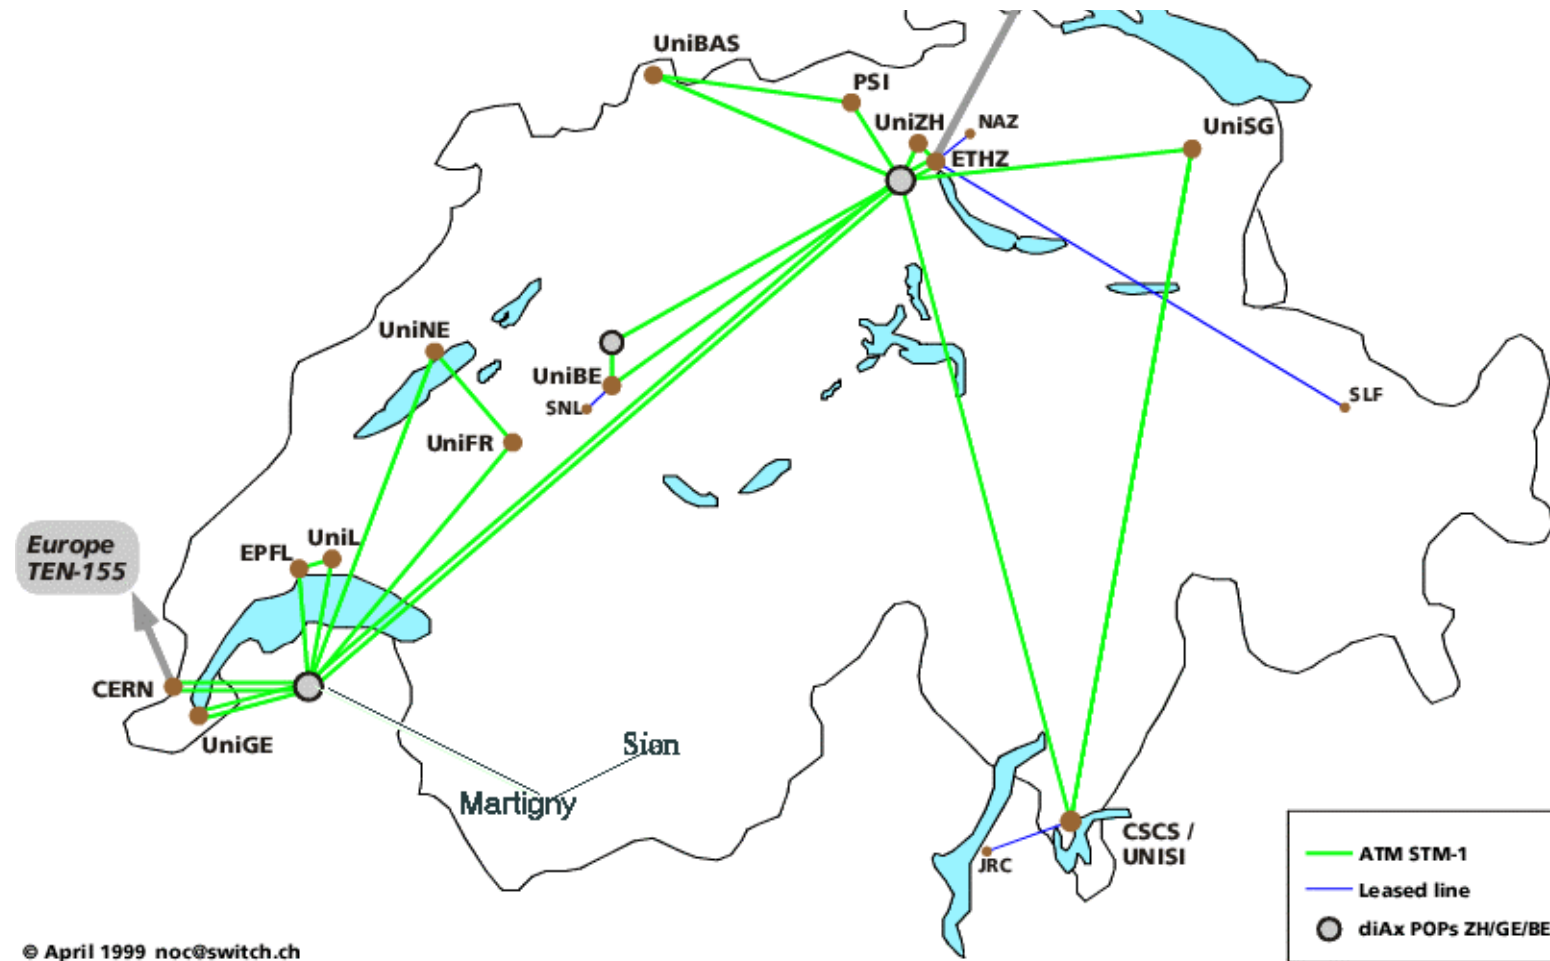 UniBAS
PSI
UniZH
NAZ
UniSG
ETHZ
UniNE
UniBE
SNL
SLF
UniFR
Europe
TEN-155
EPFL
UniL
CERN
UniGE
Sion
Martigny
CSCS /
UNISI
JRC
ATM STM-1
Leased line
diAx POPs ZH/GE/BE
© April 1999 noc@switch.ch